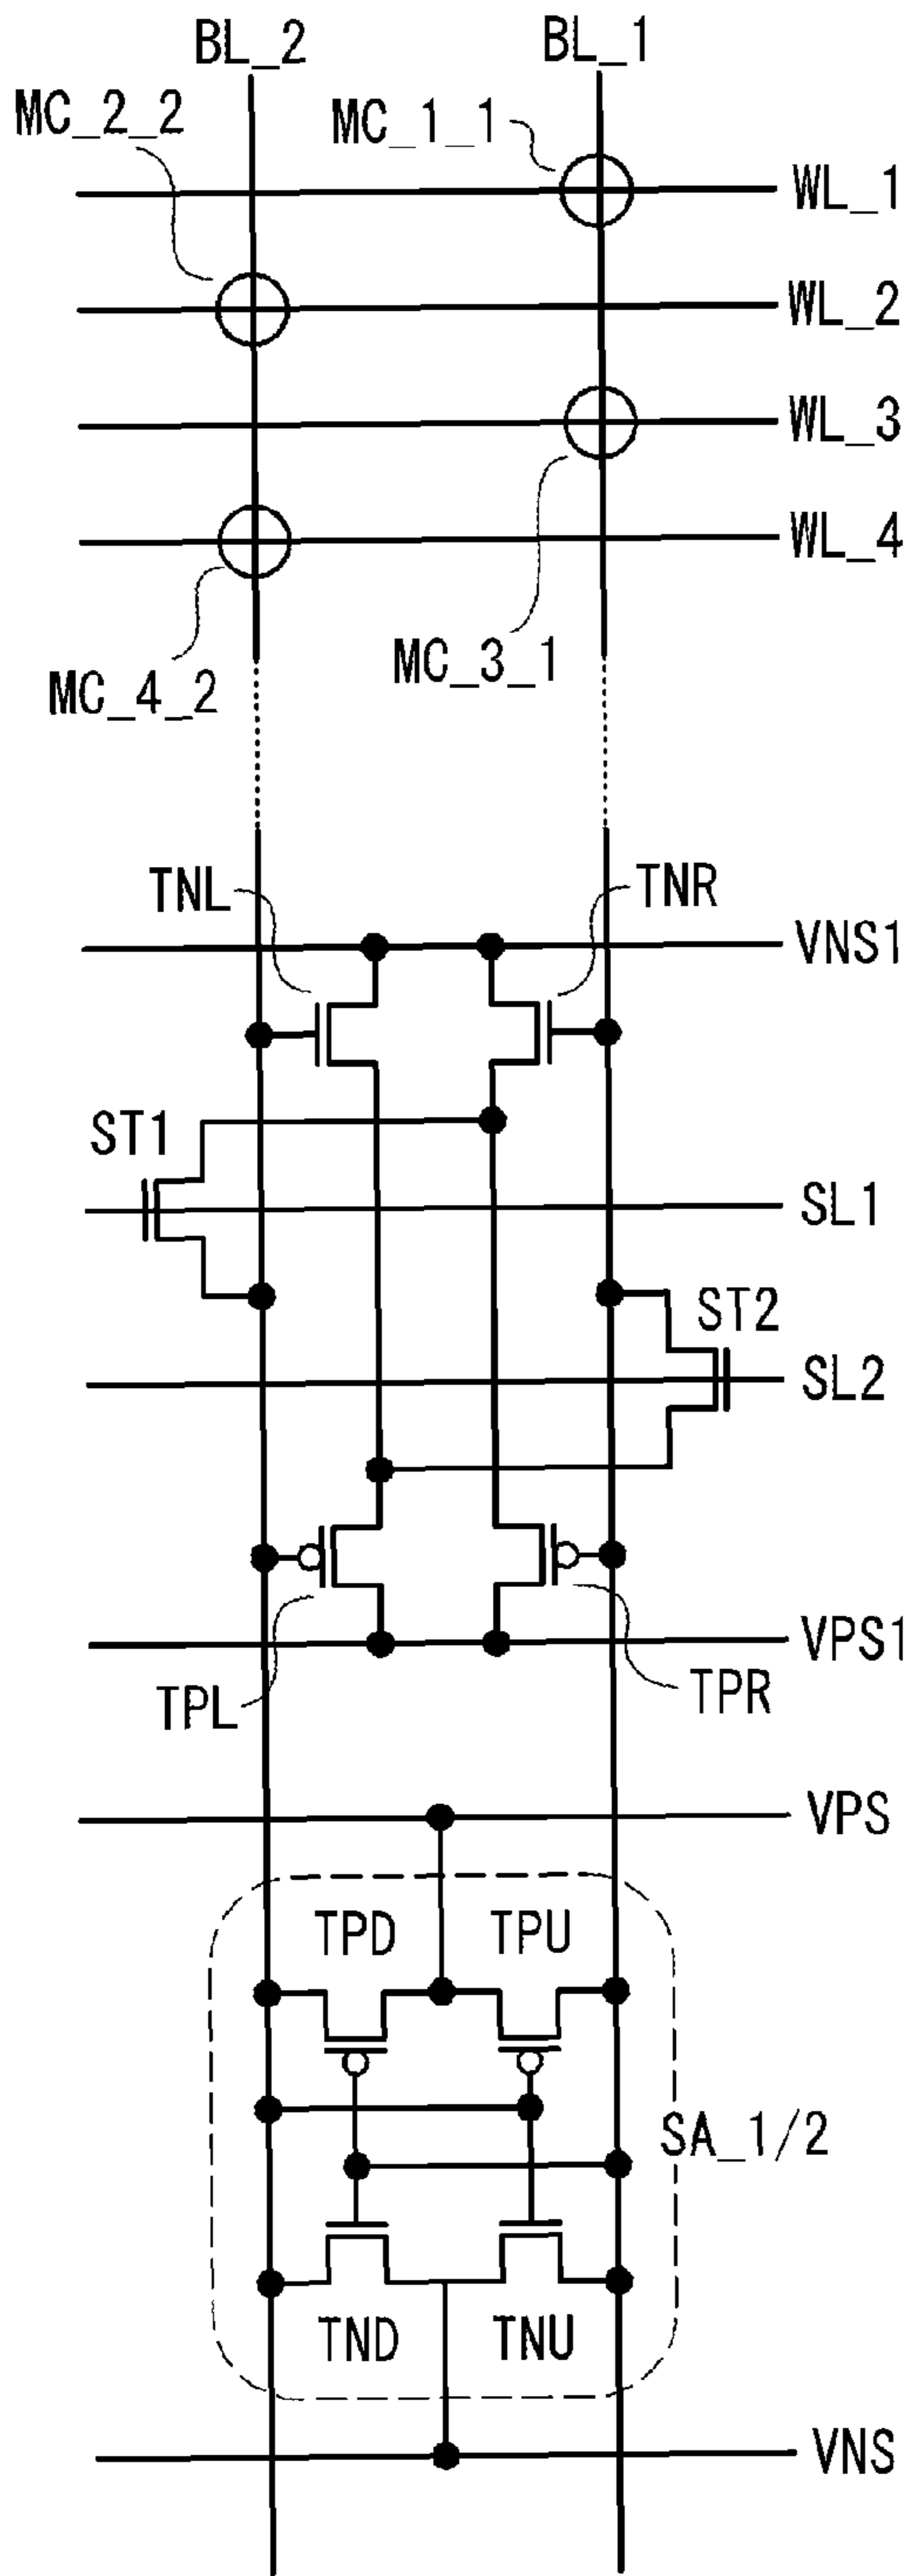 BL_2
BL_1
MC_2_2
MC_1_1
WL_1
WL_2
WL_3
WL_4
MC_3_1
MC_4_2
TNL
TNR
VNS1
ST1
SL1
ST2
SL2
VPS1
TPL
TPR
VPS
TPD
TPU
SA_1/2
TND
TNU
VNS